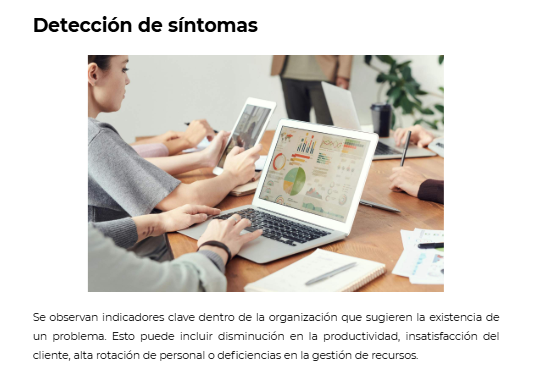 Detección de síntomas
Se observan indicadores clave dentro de la organización que sugieren la existencia de
un problema. Esto puede incluir disminución en la productividad, insatisfacción del
cliente, alta rotación de personal o deficiencias en la gestión de recursos.